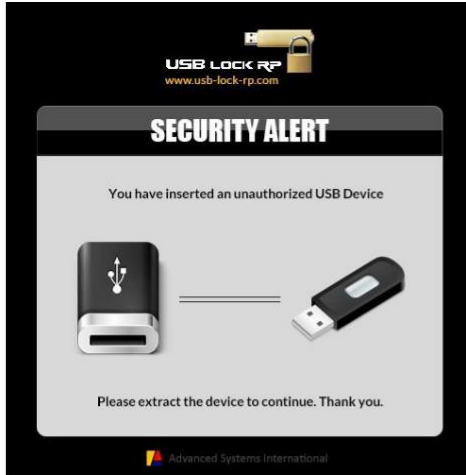 USB LOCK RP
www.usb-lock-rp.com
SECURITY ALERT
You have inserted an unauthorized USB Device
Please extract the device to continue. Thank you.
Advanced Systems International